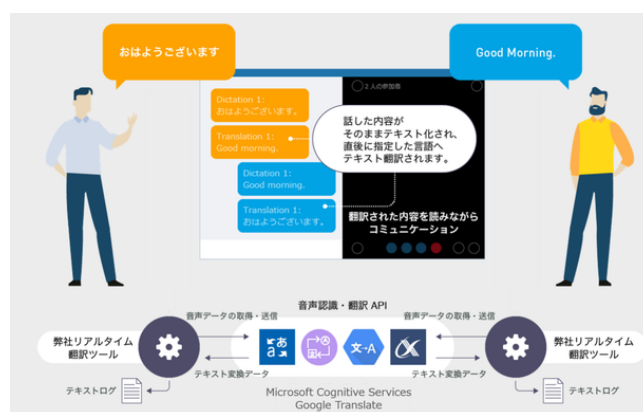 おはようございます
Good Morning.
2 人の参加者
Dictation 1:
おはようございます。
Translation 1:
Good morning.
Dictation 1:
Good morning.
Translation 1:
おはようございます。
話した内容が
そのままテキスト化され、
直後に指定した言語へ
テキスト翻訳されます。
翻訳された内容を読みながら
コミュニケーション
音声認識・翻訳 API
音声データの取得・送信
音声データの取得・送信
弊社リアルタイム
翻訳ツール
あ
a
文-A
弊社リアルタイム
翻訳ツール
テキスト変換データ
テキスト変換データ
テキストログ
Microsoft Cognitive Services
Google Translate
テキストログ